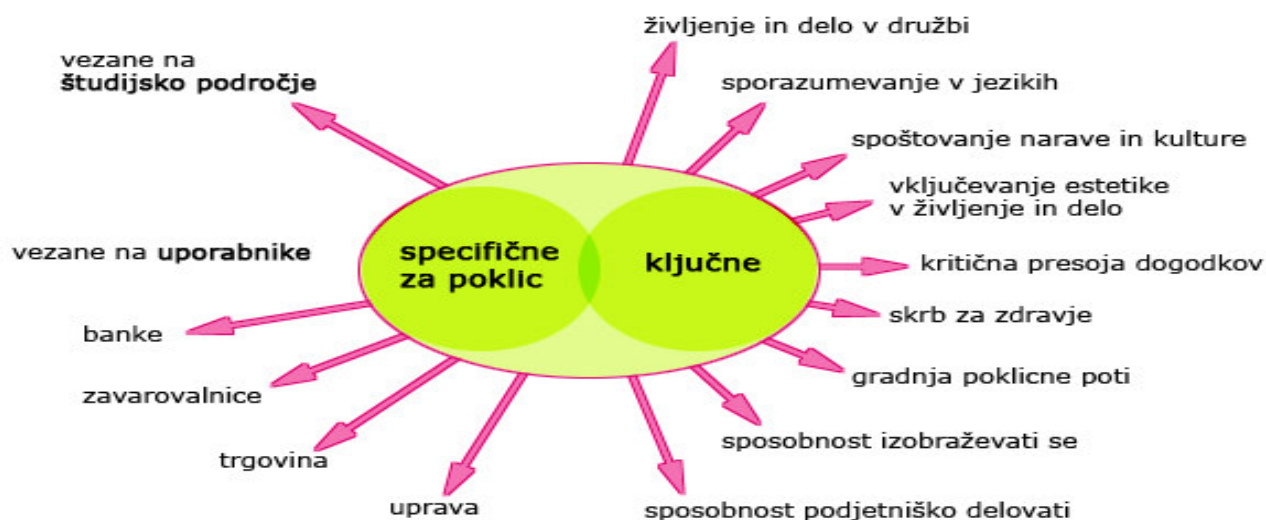 življenje in delo v družbi
vezane na
študijsko področje
sporazumevanje v jezikih
spoštovanje narave in kulture
vključevanje estetike
v življenje in delo
vezane na uporabnike
specifične
za poklic
ključne
kritična presoja dogodkov
skrb za zdravje
banke
gradnja poklicne poti
zavarovalnice
sposobnost izobraževati se
trgovina
uprava
sposobnost podjetniško delovati